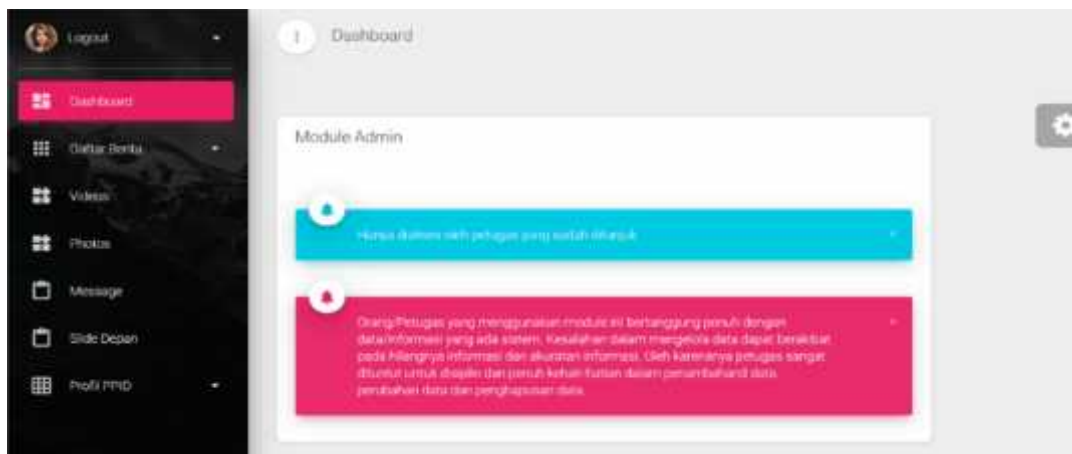 Logout
Dashboard
Daftar Berita
Videos
Photos
Message
Slide Depan
Profil PPID
Dashboard
Module Admin
Hanya diakses oleh petugas yang sudah ditunjuk
Orang/Petugas yang menggunakan module ini bertanggung penuh dengan
data/informasi yang ada sistem. Kesalahan dalam mengelola data dapat berakibat
pada hilangnya informasi dan akuratan informasi. Oleh karenanya petugas sangat
dituntut untuk disiplin dan penuh kehati-hatian dalam penambahand data
perubahan data dan penghapusan data